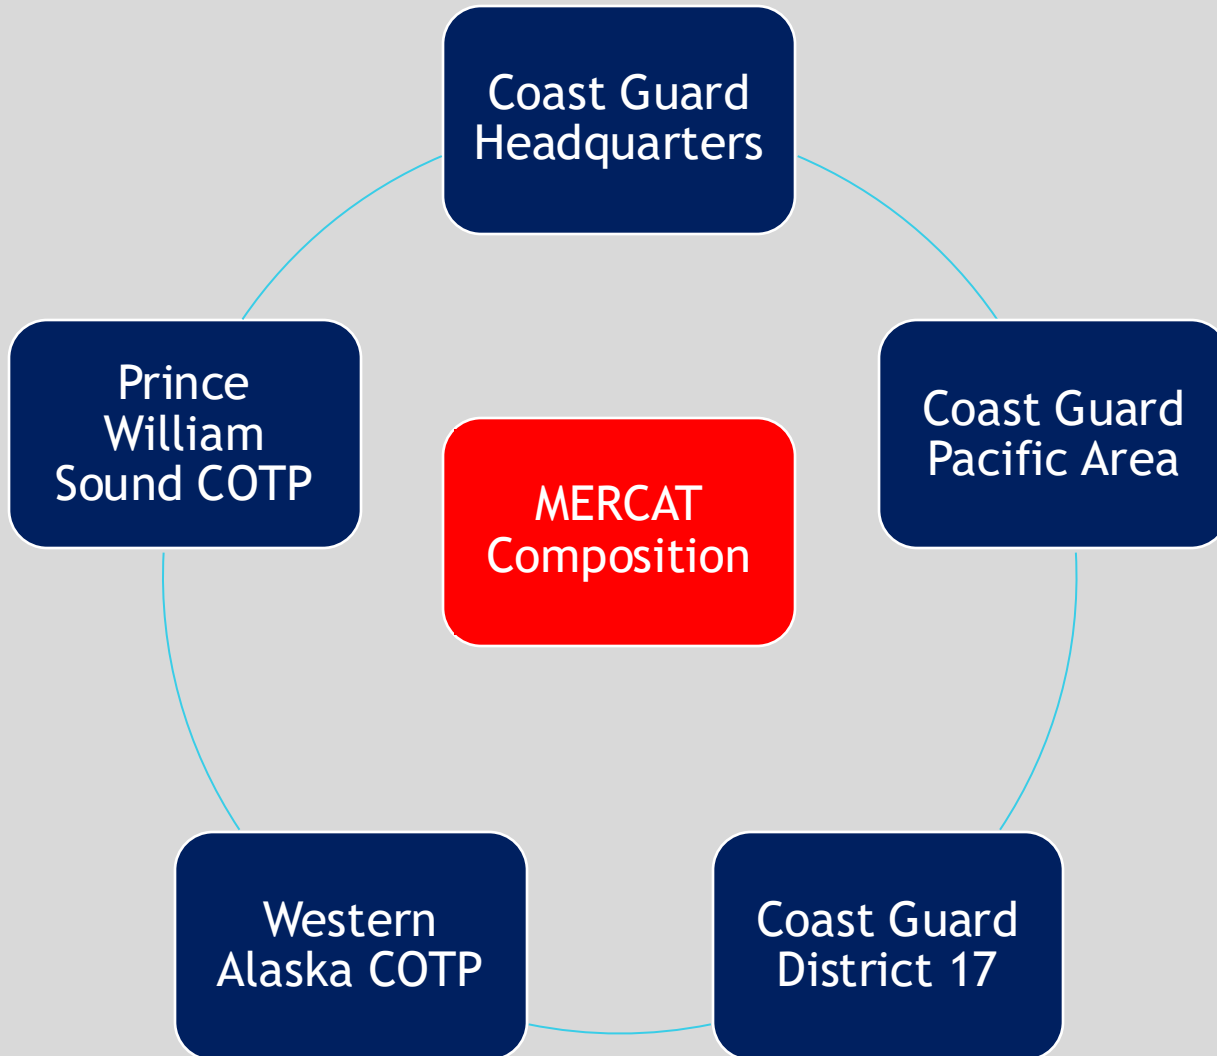 Coast Guard
Headquarters
Prince
William
Sound COTP
Coast Guard
Pacific Area
MERCAT
Composition
Western
Alaska COTP
Coast Guard
District 17